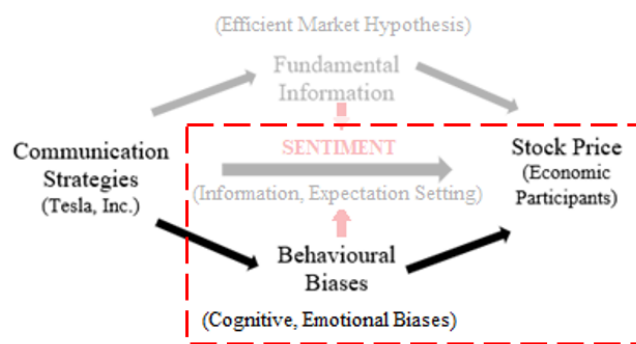 (Efficient Market Hypothesis)
Fundamental
Information
SENTIMENT
Communication
Strategies
(Tesla, Inc.)
(Information, Expectation Setting)
Stock Price
(Economic
Participants)
Behavioural
Biases
(Cognitive, Emotional Biases)